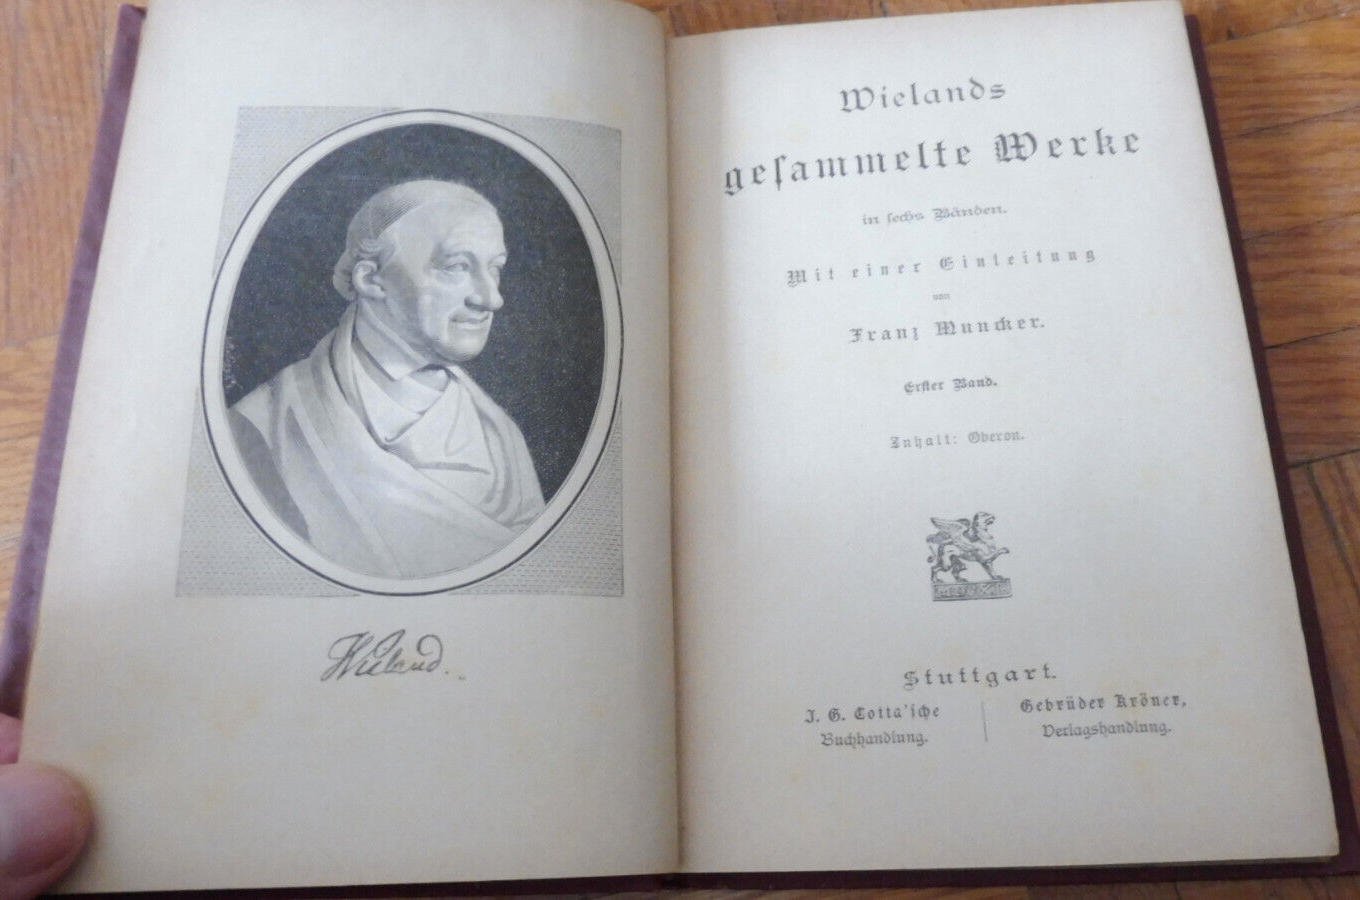 Wieland.
Wielands
geſammelte Werke
in ſechs Bänden.
Mit einer Einleitung
von
Franz Muncker.
Erſter Band.
Inhalt: Oberon.
Stuttgart.
J. G. Cotta'ſche
Buchhandlung.
Gebrüder Kröner,
Verlagshandlung.